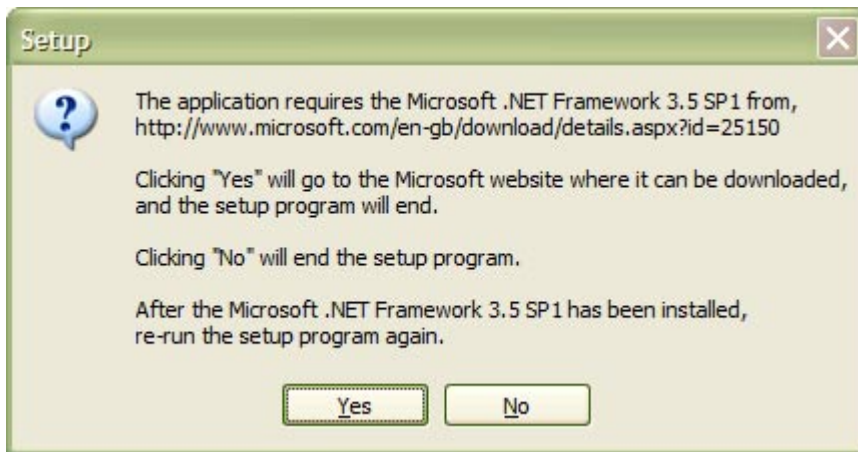 Setup
The application requires the Microsoft .NET Framework 3.5 SP1 from,
http://www.microsoft.com/en-gb/download/details.aspx?id=25150
Clicking "Yes" will go to the Microsoft website where it can be downloaded,
and the setup program will end.
Clicking "No" will end the setup program.
After the Microsoft .NET Framework 3.5 SP1 has been installed,
re-run the setup program again.
Yes
No